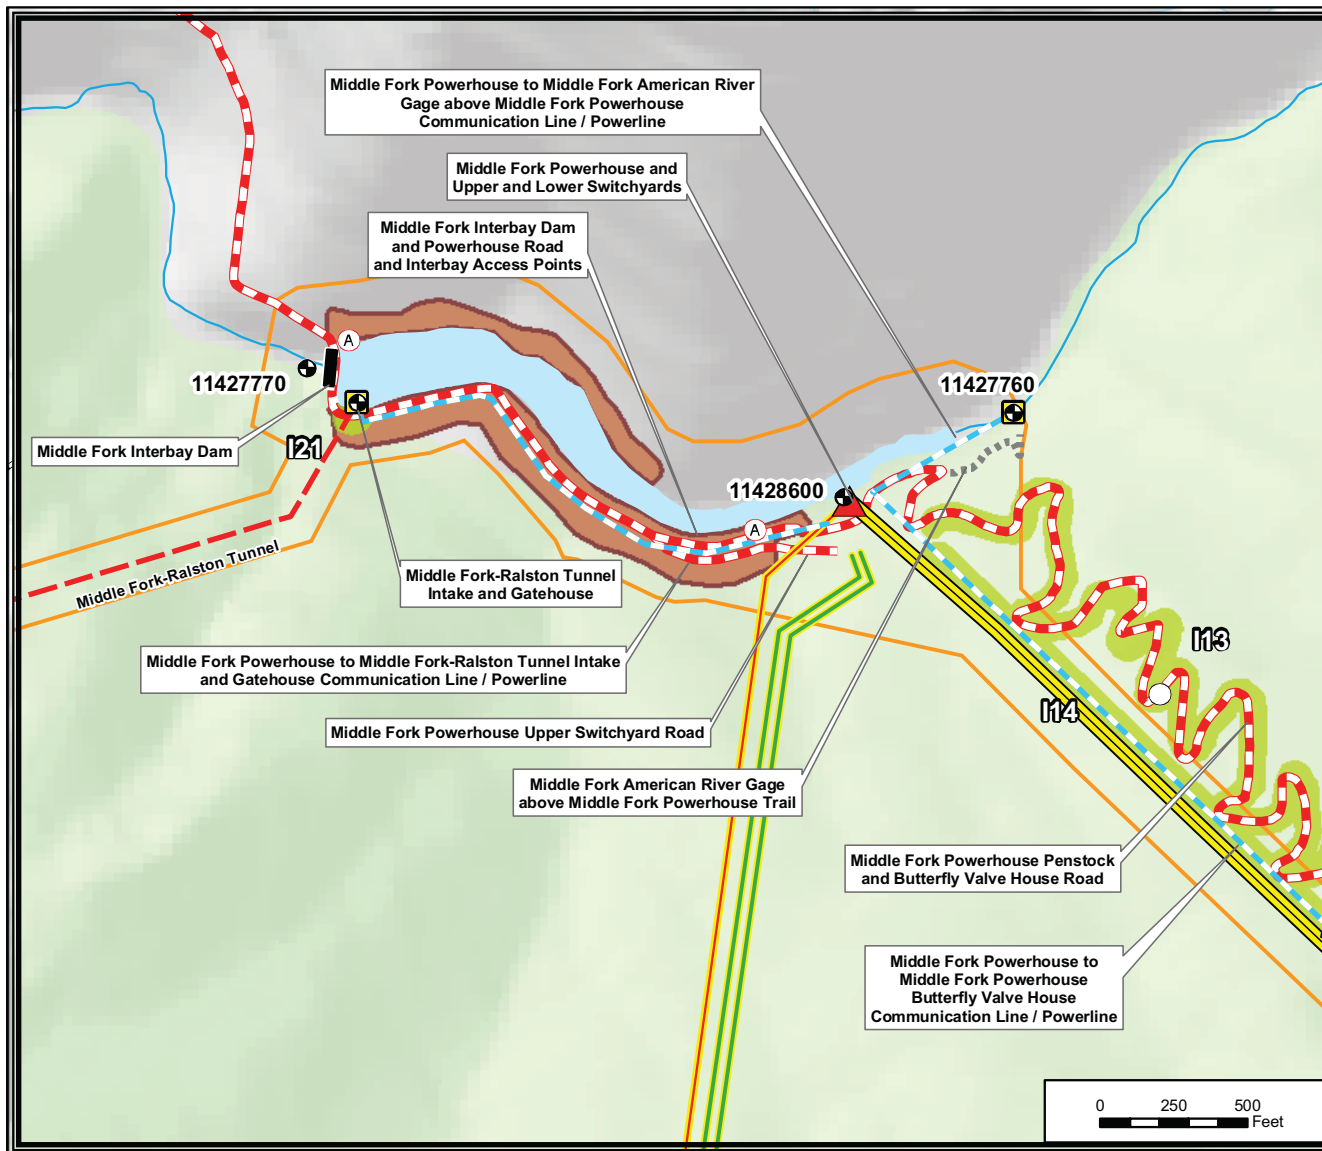 Middle Fork Powerhouse to Middle Fork American River
Gage above Middle Fork Powerhouse
Communication Line / Powerline
Middle Fork Powerhouse and
Upper and Lower Switchyards
Middle Fork Interbay Dam
and Powerhouse Road
and Interbay Access Points
A
11427770
11427760
Middle Fork Interbay Dam
I21
11428600
A
Middle Fork-Ralston Tunnel
Middle Fork-Ralston Tunnel
Intake and Gatehouse
I13
Middle Fork Powerhouse to Middle Fork-Ralston Tunnel Intake
and Gatehouse Communication Line / Powerline
I14
Middle Fork Powerhouse Upper Switchyard Road
Middle Fork American River Gage
above Middle Fork Powerhouse Trail
Middle Fork Powerhouse Penstock
and Butterfly Valve House Road
Middle Fork Powerhouse to
Middle Fork Powerhouse
Butterfly Valve House
Communication Line / Powerline
0 250 500
Feet